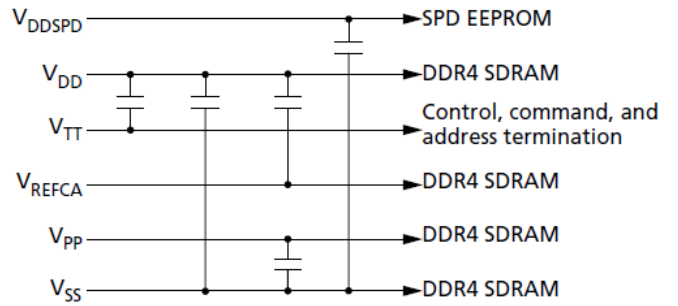 VDDSPD SPD EEPROM
VDD DDR4 SDRAM
VTT Control, command, and
address termination
VREFCA DDR4 SDRAM
VPP DDR4 SDRAM
VSS DDR4 SDRAM